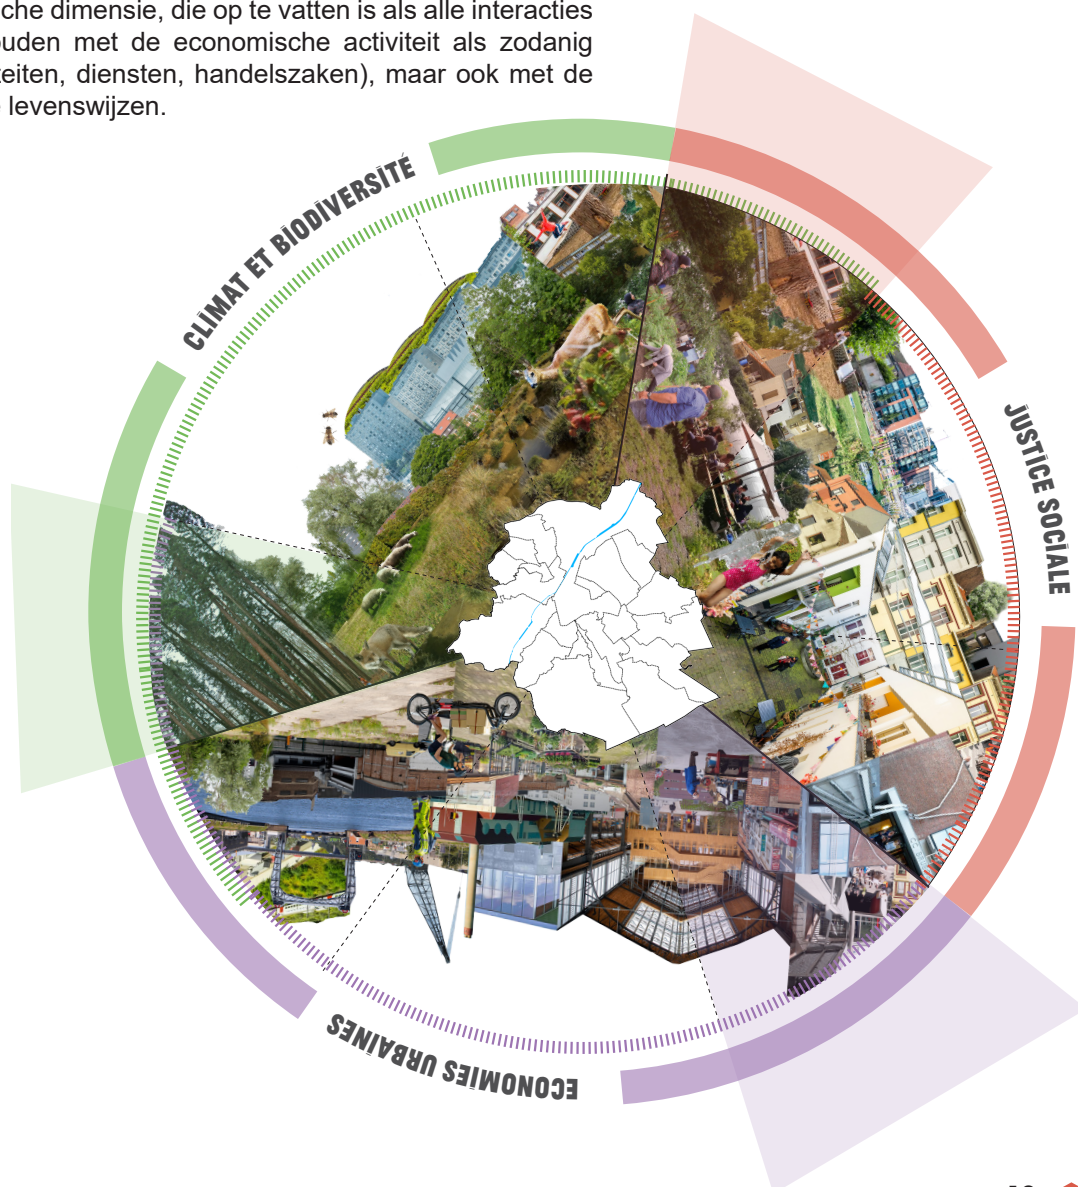 che dimensie, die op te vatten is als alle interacties
uden met de economische activiteit als zodanig
teiten, diensten, handelszaken), maar ook met de
levenswijzen.
CLIMAT ET BIODIVERSITÉ
JUSTICE SOCIALE
ECONOMIES URBAINES